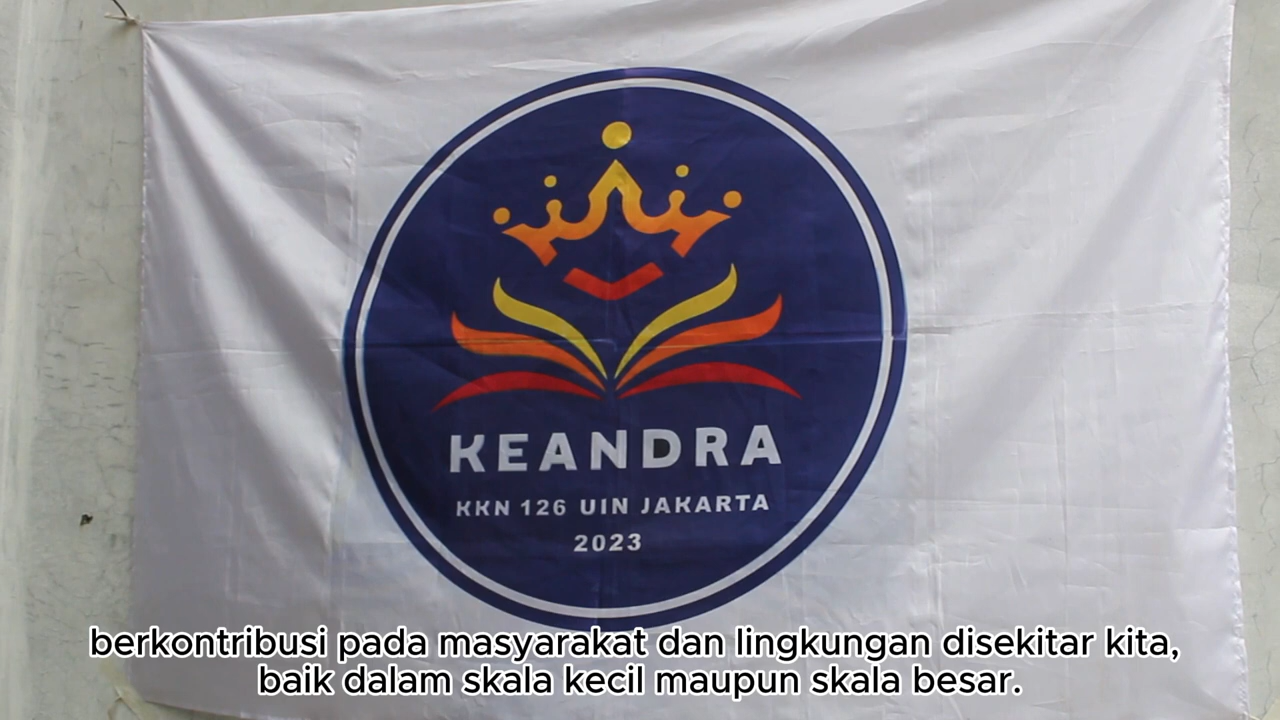 KEANDRA
KKN 126 UIN JAKARTA
2023
berkontribusi pada masyarakat dan lingkungan disekitar kita,
baik dalam skala kecil maupun skala besar.